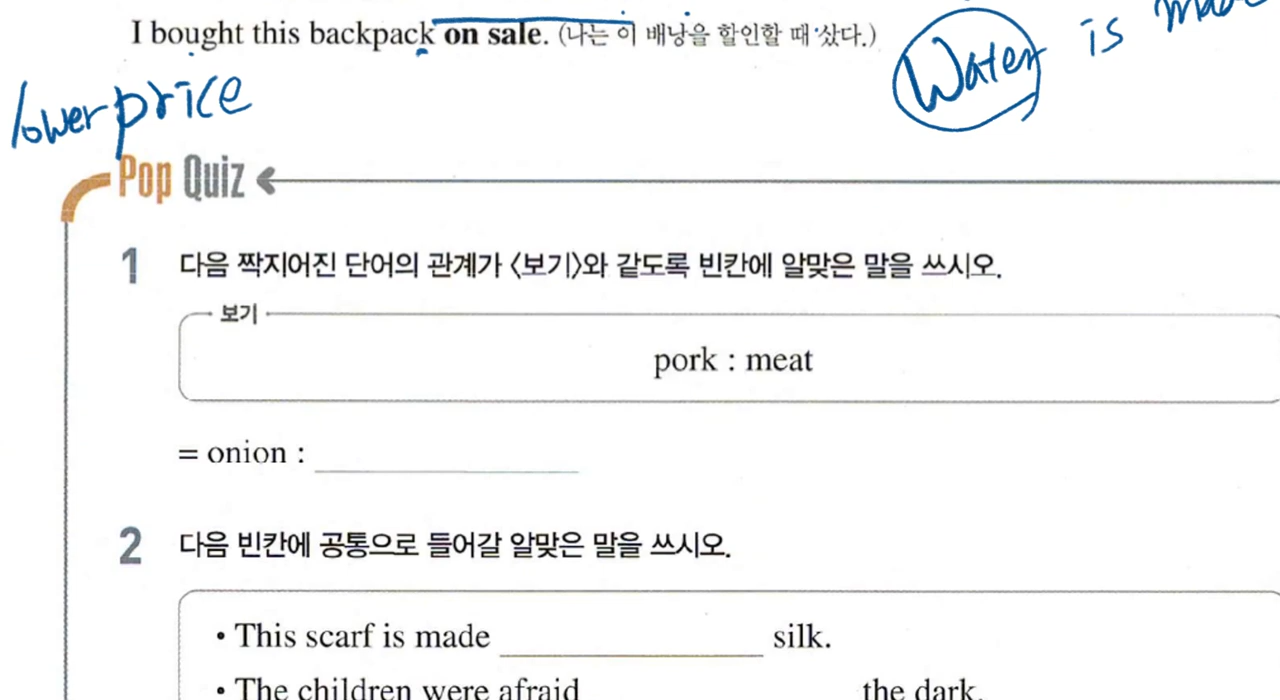 I bought this backpack on sale. (나는 이 배낭을 할인할 때 샀다.)
Water is made
lower price
Pop Quiz
1 다음 짝지어진 단어의 관계가 <보기>와 같도록 빈칸에 알맞은 말을 쓰시오.
보기
pork : meat
= onion :
2 다음 빈칸에 공통으로 들어갈 알맞은 말을 쓰시오.
• This scarf is made silk.
• The children were afraid the dark.